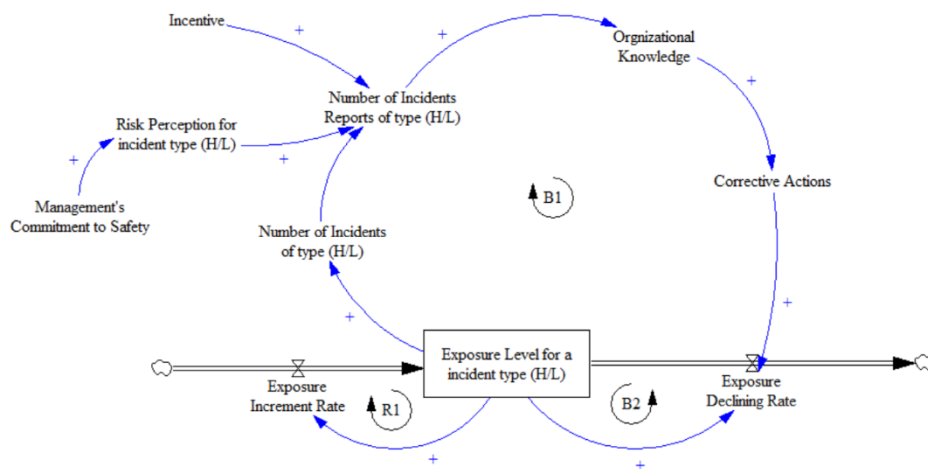 Incentive
+
+
Orgnizational
Knowledge
+
Number of Incidents
Reports of type (H/L)
Risk Perception for
incident type (H/L)
+
+
Management's
Commitment to Safety
Corrective Actions
B1
Number of Incidents
of type (H/L)
+
+
Exposure Level for a
incident type (H/L)
Exposure
Increment Rate
R1
B2
Exposure
Declining Rate
+
+